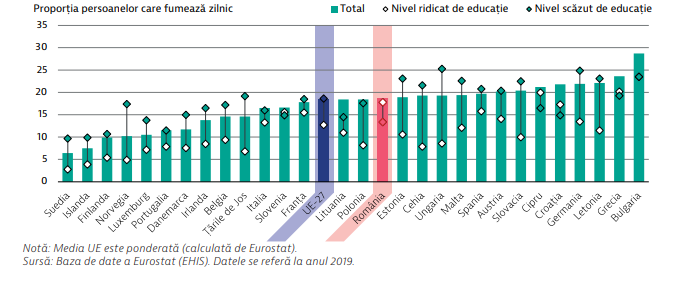 Proporția persoanelor care fumează zilnic
Total Nivel ridicat de educație Nivel scăzut de educație
35
30
25
20
15
10
5
0
Suedia
Islanda
Finlanda
Norvegia
Luxemburg
Portugalia
Danemarca
Irlanda
Belgia
Țările de Jos
Italia
Slovenia
Franța
UE-27
Lituania
Polonia
România
Estonia
Cehia
Ungaria
Malta
Spania
Austria
Slovacia
Cipru
Croația
Germania
Letonia
Grecia
Bulgaria
Notă: Media UE este ponderată (calculată de Eurostat).
Sursă: Baza de date a Eurostat (EHIS). Datele se referă la anul 2019.